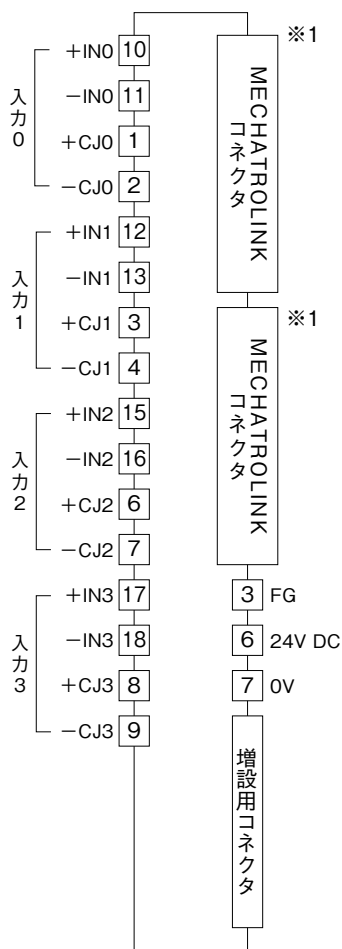 入力0
+IN0 10
−IN0 11
+CJ0 1
−CJ0 2
入力1
+IN1 12
−IN1 13
+CJ1 3
−CJ1 4
入力2
+IN2 15
−IN2 16
+CJ2 6
−CJ2 7
入力3
+IN3 17
−IN3 18
+CJ3 8
−CJ3 9
※1
MECHATROLINK
コネクタ
※1
MECHATROLINK
コネクタ
3 FG
6 24V DC
7 0V
増設用コネクタ